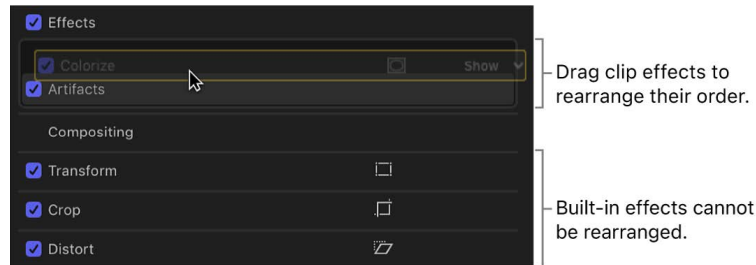 Effects
Colorize Show
Artifacts
Drag clip effects to
rearrange their order.
Compositing
Transform
Crop
Distort
Built-in effects cannot
be rearranged.